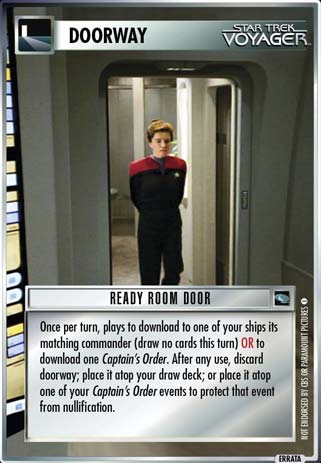 DOORWAY
STAR TREK
VOYAGER
READY ROOM DOOR
Once per turn, plays to download to one of your ships its
matching commander (draw no cards this turn) OR to
download one Captain's Order. After any use, discard
doorway; place it atop your draw deck; or place it atop
one of your Captain's Order events to protect that event
from nullification.
NOT ENDORSED BY CBS OR PARAMOUNT PICTURES
ERRATA